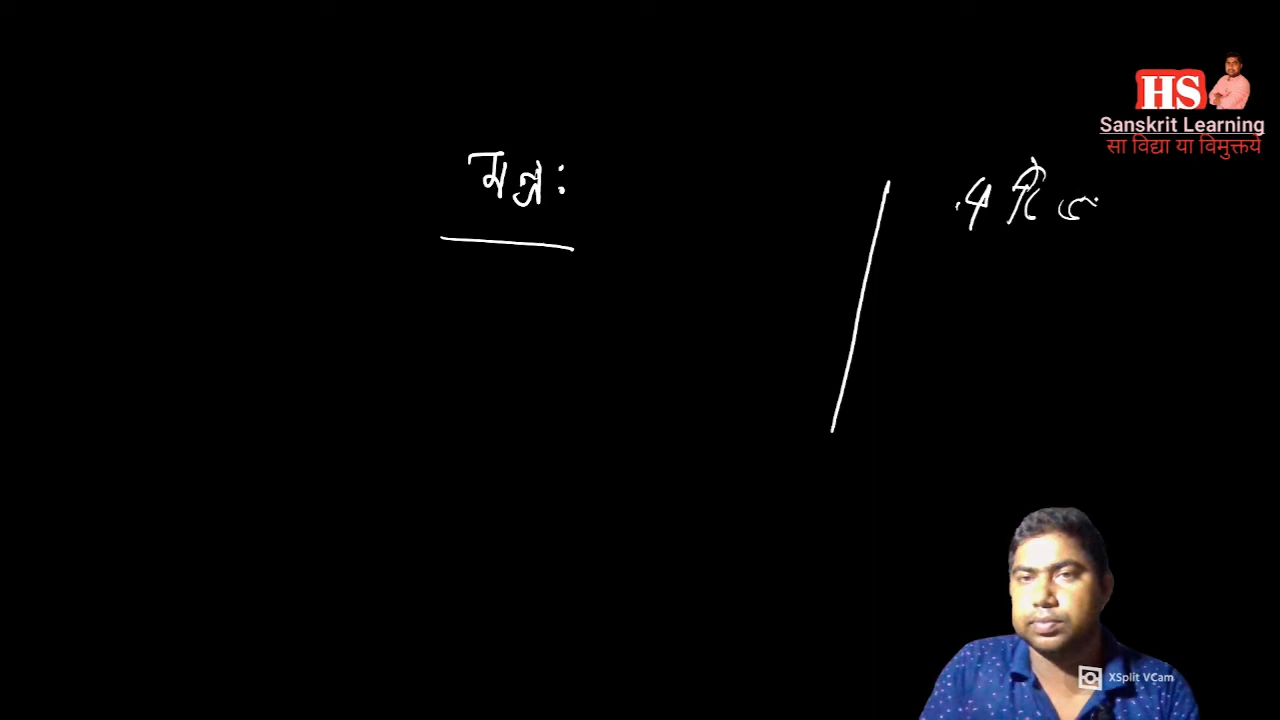 HS
Sanskrit Learning
सा विद्या या विमुक्तये
मन्त्रः
XSplit VCam